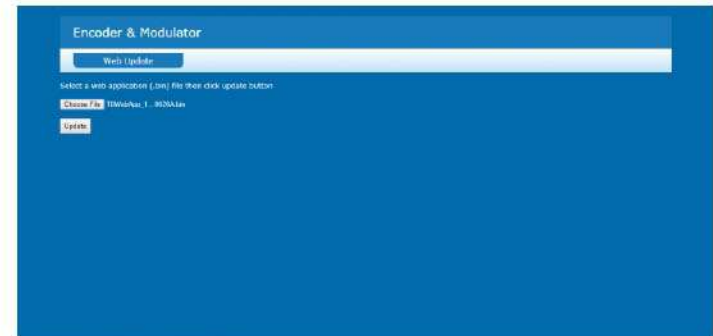 Encoder & Modulator
Web Update
Select a web application (.bin) file then click update button
Choose File
Update